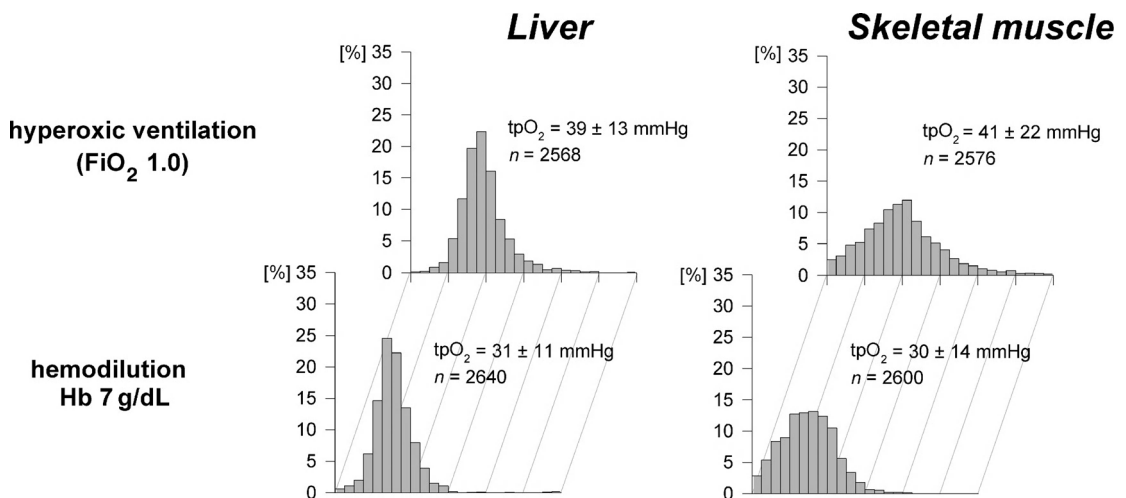 Liver
Skeletal muscle
hyperoxic ventilation
(FiO₂ 1.0)
[%] 35
30
25
20
15
10
5
0
tpO₂ = 39 ± 13 mmHg
n = 2568
[%] 35
30
25
20
15
10
5
0
tpO₂ = 41 ± 22 mmHg
n = 2576
hemodilution
Hb 7 g/dL
[%] 35
30
25
20
15
10
5
0
tpO₂ = 31 ± 11 mmHg
n = 2640
[%] 35
30
25
20
15
10
5
0
tpO₂ = 30 ± 14 mmHg
n = 2600